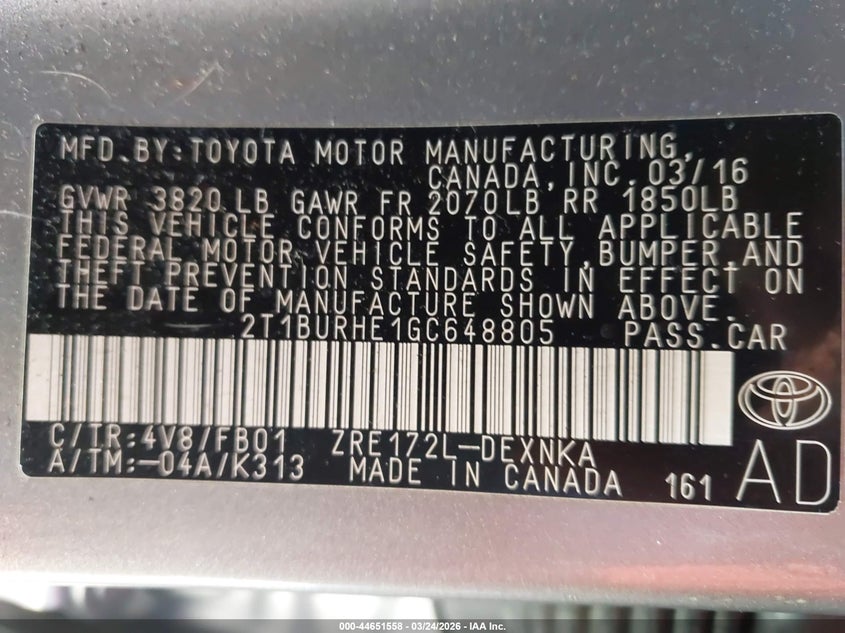 MFD.BY:TOYOTA MOTOR MANUFACTURING,
CANADA,INC.03/16
GVWR 3820 LB GAWR FR 2070LB RR 1850LB
THIS VEHICLE CONFORMS TO ALL APPLICABLE
FEDERAL MOTOR VEHICLE SAFETY,BUMPER,AND
THEFT PREVENTION STANDARDS IN EFFECT ON
THE DATE OF MANUFACTURE SHOWN ABOVE.
2T1BURHE1GC648805 PASS.CAR
C/TR:4V8/FB01 ZRE172L-DEXNKA
A/TM:-04A/K313 MADE IN CANADA 161 AD
000-44651558 - 03/24/2026 - IAA Inc.